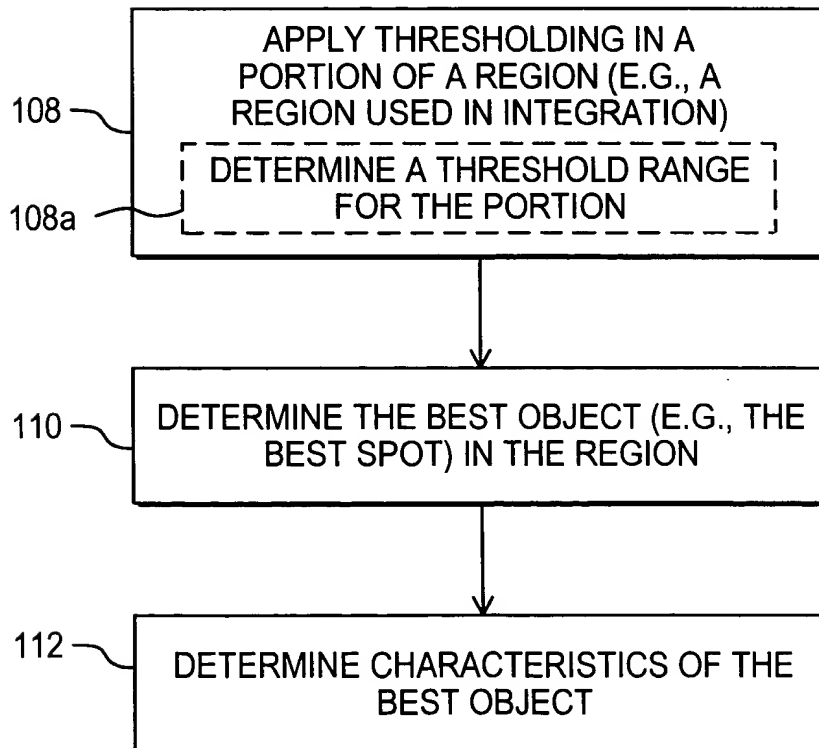 APPLY THRESHOLDING IN A
PORTION OF A REGION (E.G., A
REGION USED IN INTEGRATION)
108
DETERMINE A THRESHOLD RANGE
FOR THE PORTION
108a
DETERMINE THE BEST OBJECT (E.G., THE
BEST SPOT) IN THE REGION
110
DETERMINE CHARACTERISTICS OF THE
BEST OBJECT
112